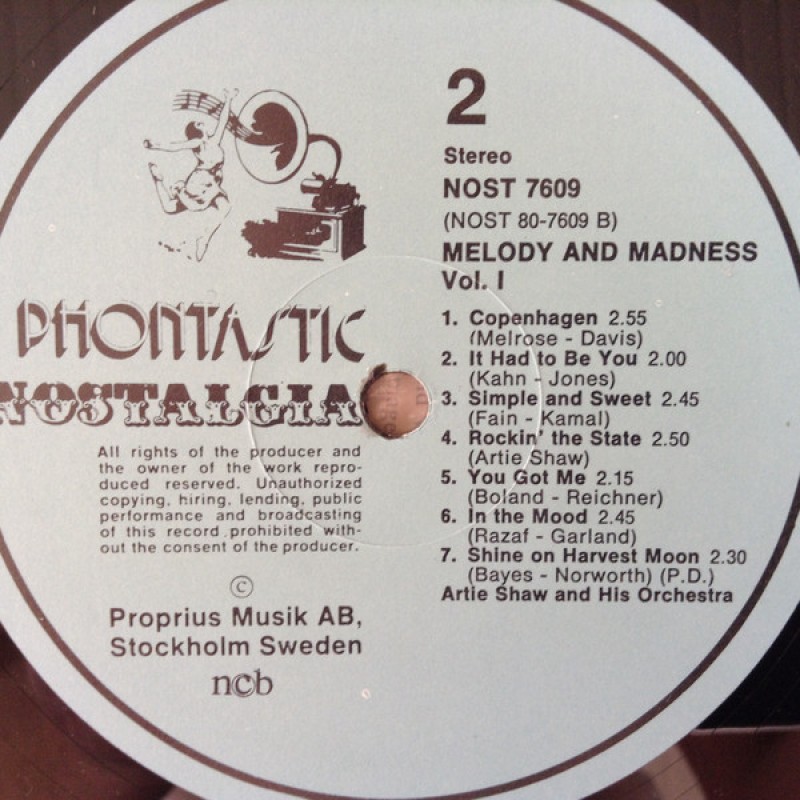 PHONTASTIC
NOSTALGIA
All rights of the producer and
the owner of the work repro-
duced reserved. Unauthorized
copying, hiring, lending, public
performance and broadcasting
of this record prohibited with-
out the consent of the producer.
©
Proprius Musik AB,
Stockholm Sweden
ncb
2
Stereo
NOST 7609
(NOST 80-7609 B)
MELODY AND MADNESS
Vol. I
1. Copenhagen 2.55
(Melrose - Davis)
2. It Had to Be You 2.00
(Kahn - Jones)
3. Simple and Sweet 2.45
(Fain - Kamal)
4. Rockin' the State 2.50
(Artie Shaw)
5. You Got Me 2.15
(Boland - Reichner)
6. In the Mood 2.45
(Razaf - Garland)
7. Shine on Harvest Moon 2.30
(Bayes - Norworth) (P.D.)
Artie Shaw and His Orchestra